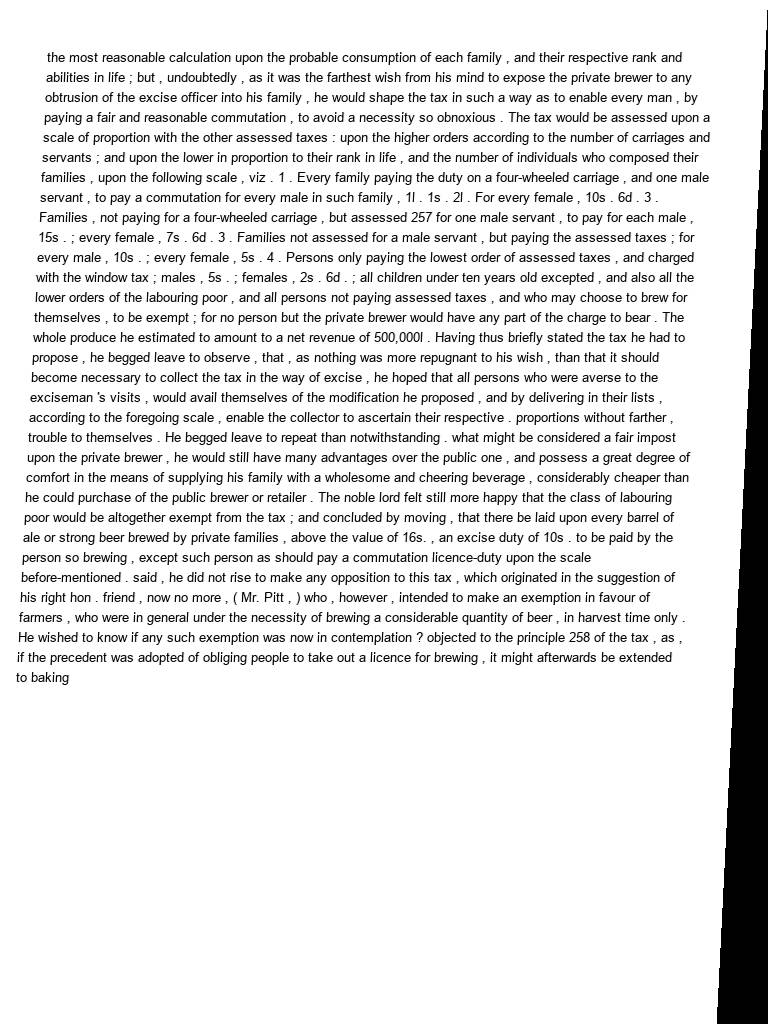 the most reasonable calculation upon the probable consumption of each family , and their respective rank and
abilities in life ; but , undoubtedly , as it was the farthest wish from his mind to expose the private brewer to any
obtrusion of the excise officer into his family , he would shape the tax in such a way as to enable every man , by
paying a fair and reasonable commutation , to avoid a necessity so obnoxious . The tax would be assessed upon a
scale of proportion with the other assessed taxes : upon the higher orders according to the number of carriages and
servants ; and upon the lower in proportion to their rank in life , and the number of individuals who composed their
families , upon the following scale , viz . 1 . Every family paying the duty on a four-wheeled carriage , and one male
servant , to pay a commutation for every male in such family , 1l . 1s . 2l . For every female , 10s . 6d . 3 .
Families , not paying for a four-wheeled carriage , but assessed 257 for one male servant , to pay for each male ,
15s . ; every female , 7s . 6d . 3 . Families not assessed for a male servant , but paying the assessed taxes ; for
every male , 10s . ; every female , 5s . 4 . Persons only paying the lowest order of assessed taxes , and charged
with the window tax ; males , 5s . ; females , 2s . 6d . ; all children under ten years old excepted , and also all the
lower orders of the labouring poor , and all persons not paying assessed taxes , and who may choose to brew for
themselves , to be exempt ; for no person but the private brewer would have any part of the charge to bear . The
whole produce he estimated to amount to a net revenue of 500,000l . Having thus briefly stated the tax he had to
propose , he begged leave to observe , that , as nothing was more repugnant to his wish , than that it should
become necessary to collect the tax in the way of excise , he hoped that all persons who were averse to the
exciseman 's visits , would avail themselves of the modification he proposed , and by delivering in their lists ,
according to the foregoing scale , enable the collector to ascertain their respective . proportions without farther ,
trouble to themselves . He begged leave to repeat than notwithstanding . what might be considered a fair impost
upon the private brewer , he would still have many advantages over the public one , and possess a great degree of
comfort in the means of supplying his family with a wholesome and cheering beverage , considerably cheaper than
he could purchase of the public brewer or retailer . The noble lord felt still more happy that the class of labouring
poor would be altogether exempt from the tax ; and concluded by moving , that there be laid upon every barrel of
ale or strong beer brewed by private families , above the value of 16s. , an excise duty of 10s . to be paid by the
person so brewing , except such person as should pay a commutation licence-duty upon the scale
before-mentioned . said , he did not rise to make any opposition to this tax , which originated in the suggestion of
his right hon . friend , now no more , ( Mr. Pitt , ) who , however , intended to make an exemption in favour of
farmers , who were in general under the necessity of brewing a considerable quantity of beer , in harvest time only .
He wished to know if any such exemption was now in contemplation ? objected to the principle 258 of the tax , as ,
if the precedent was adopted of obliging people to take out a licence for brewing , it might afterwards be extended
to baking